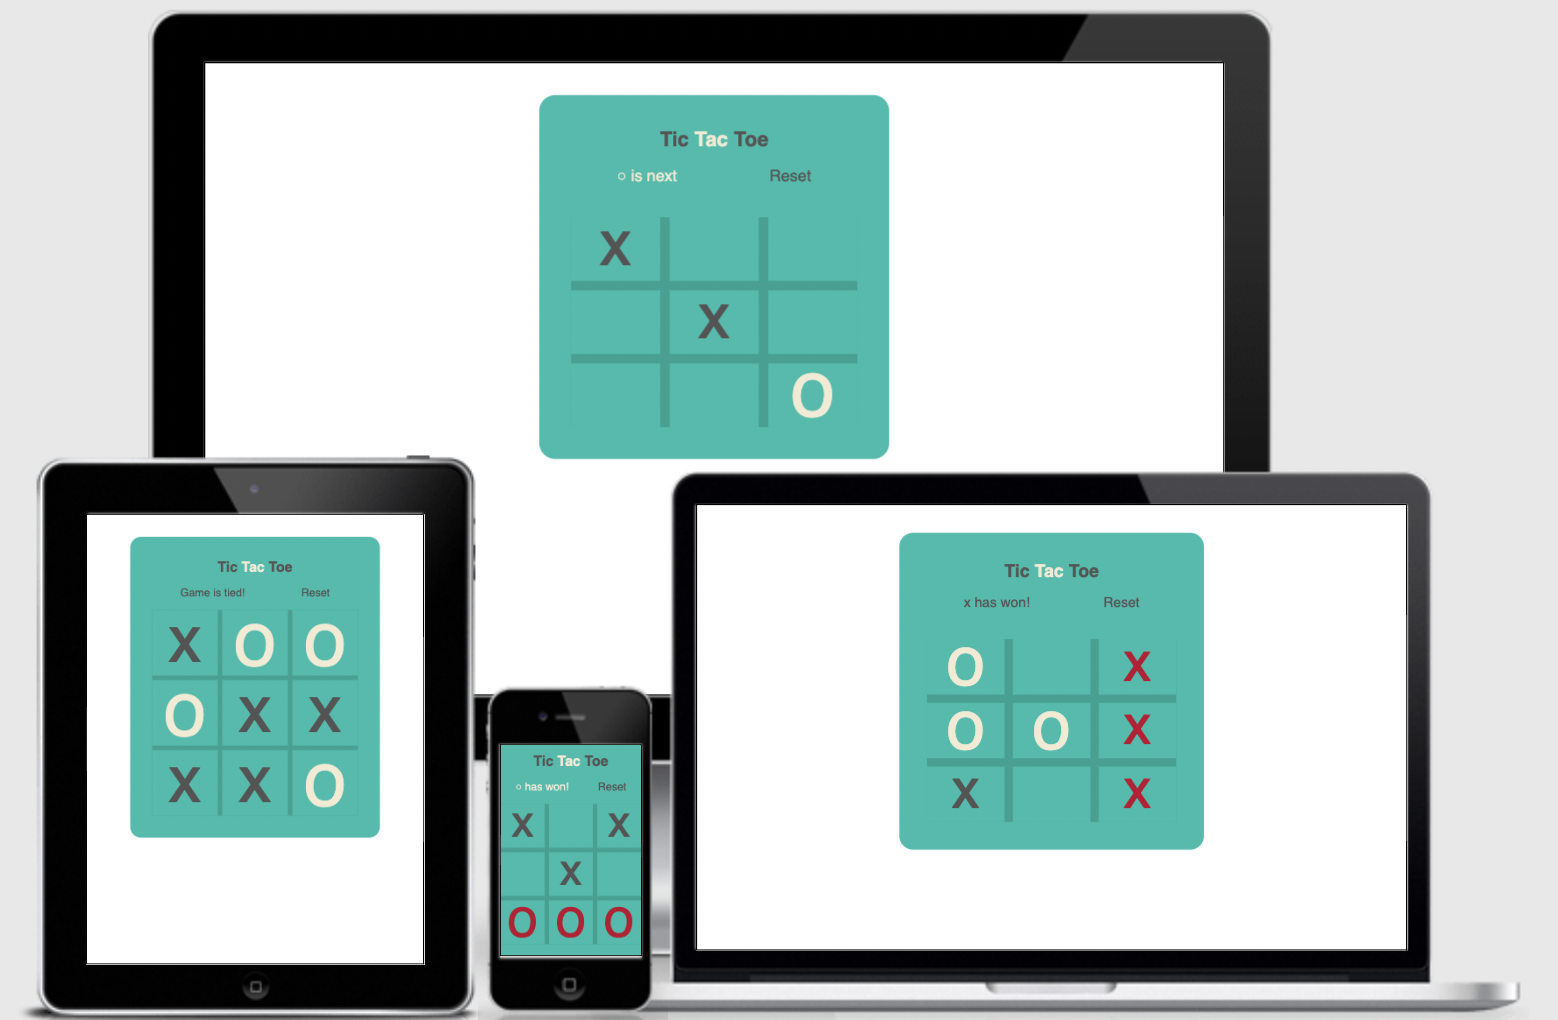 Tic Tac Toe
o is next Reset
X
X
O
Tic Tac Toe
Game is tied! Reset
X O O
O X X
X X O
Tic Tac Toe
o has won! Reset
X X
X
O O O
Tic Tac Toe
x has won! Reset
O X
O O X
X X